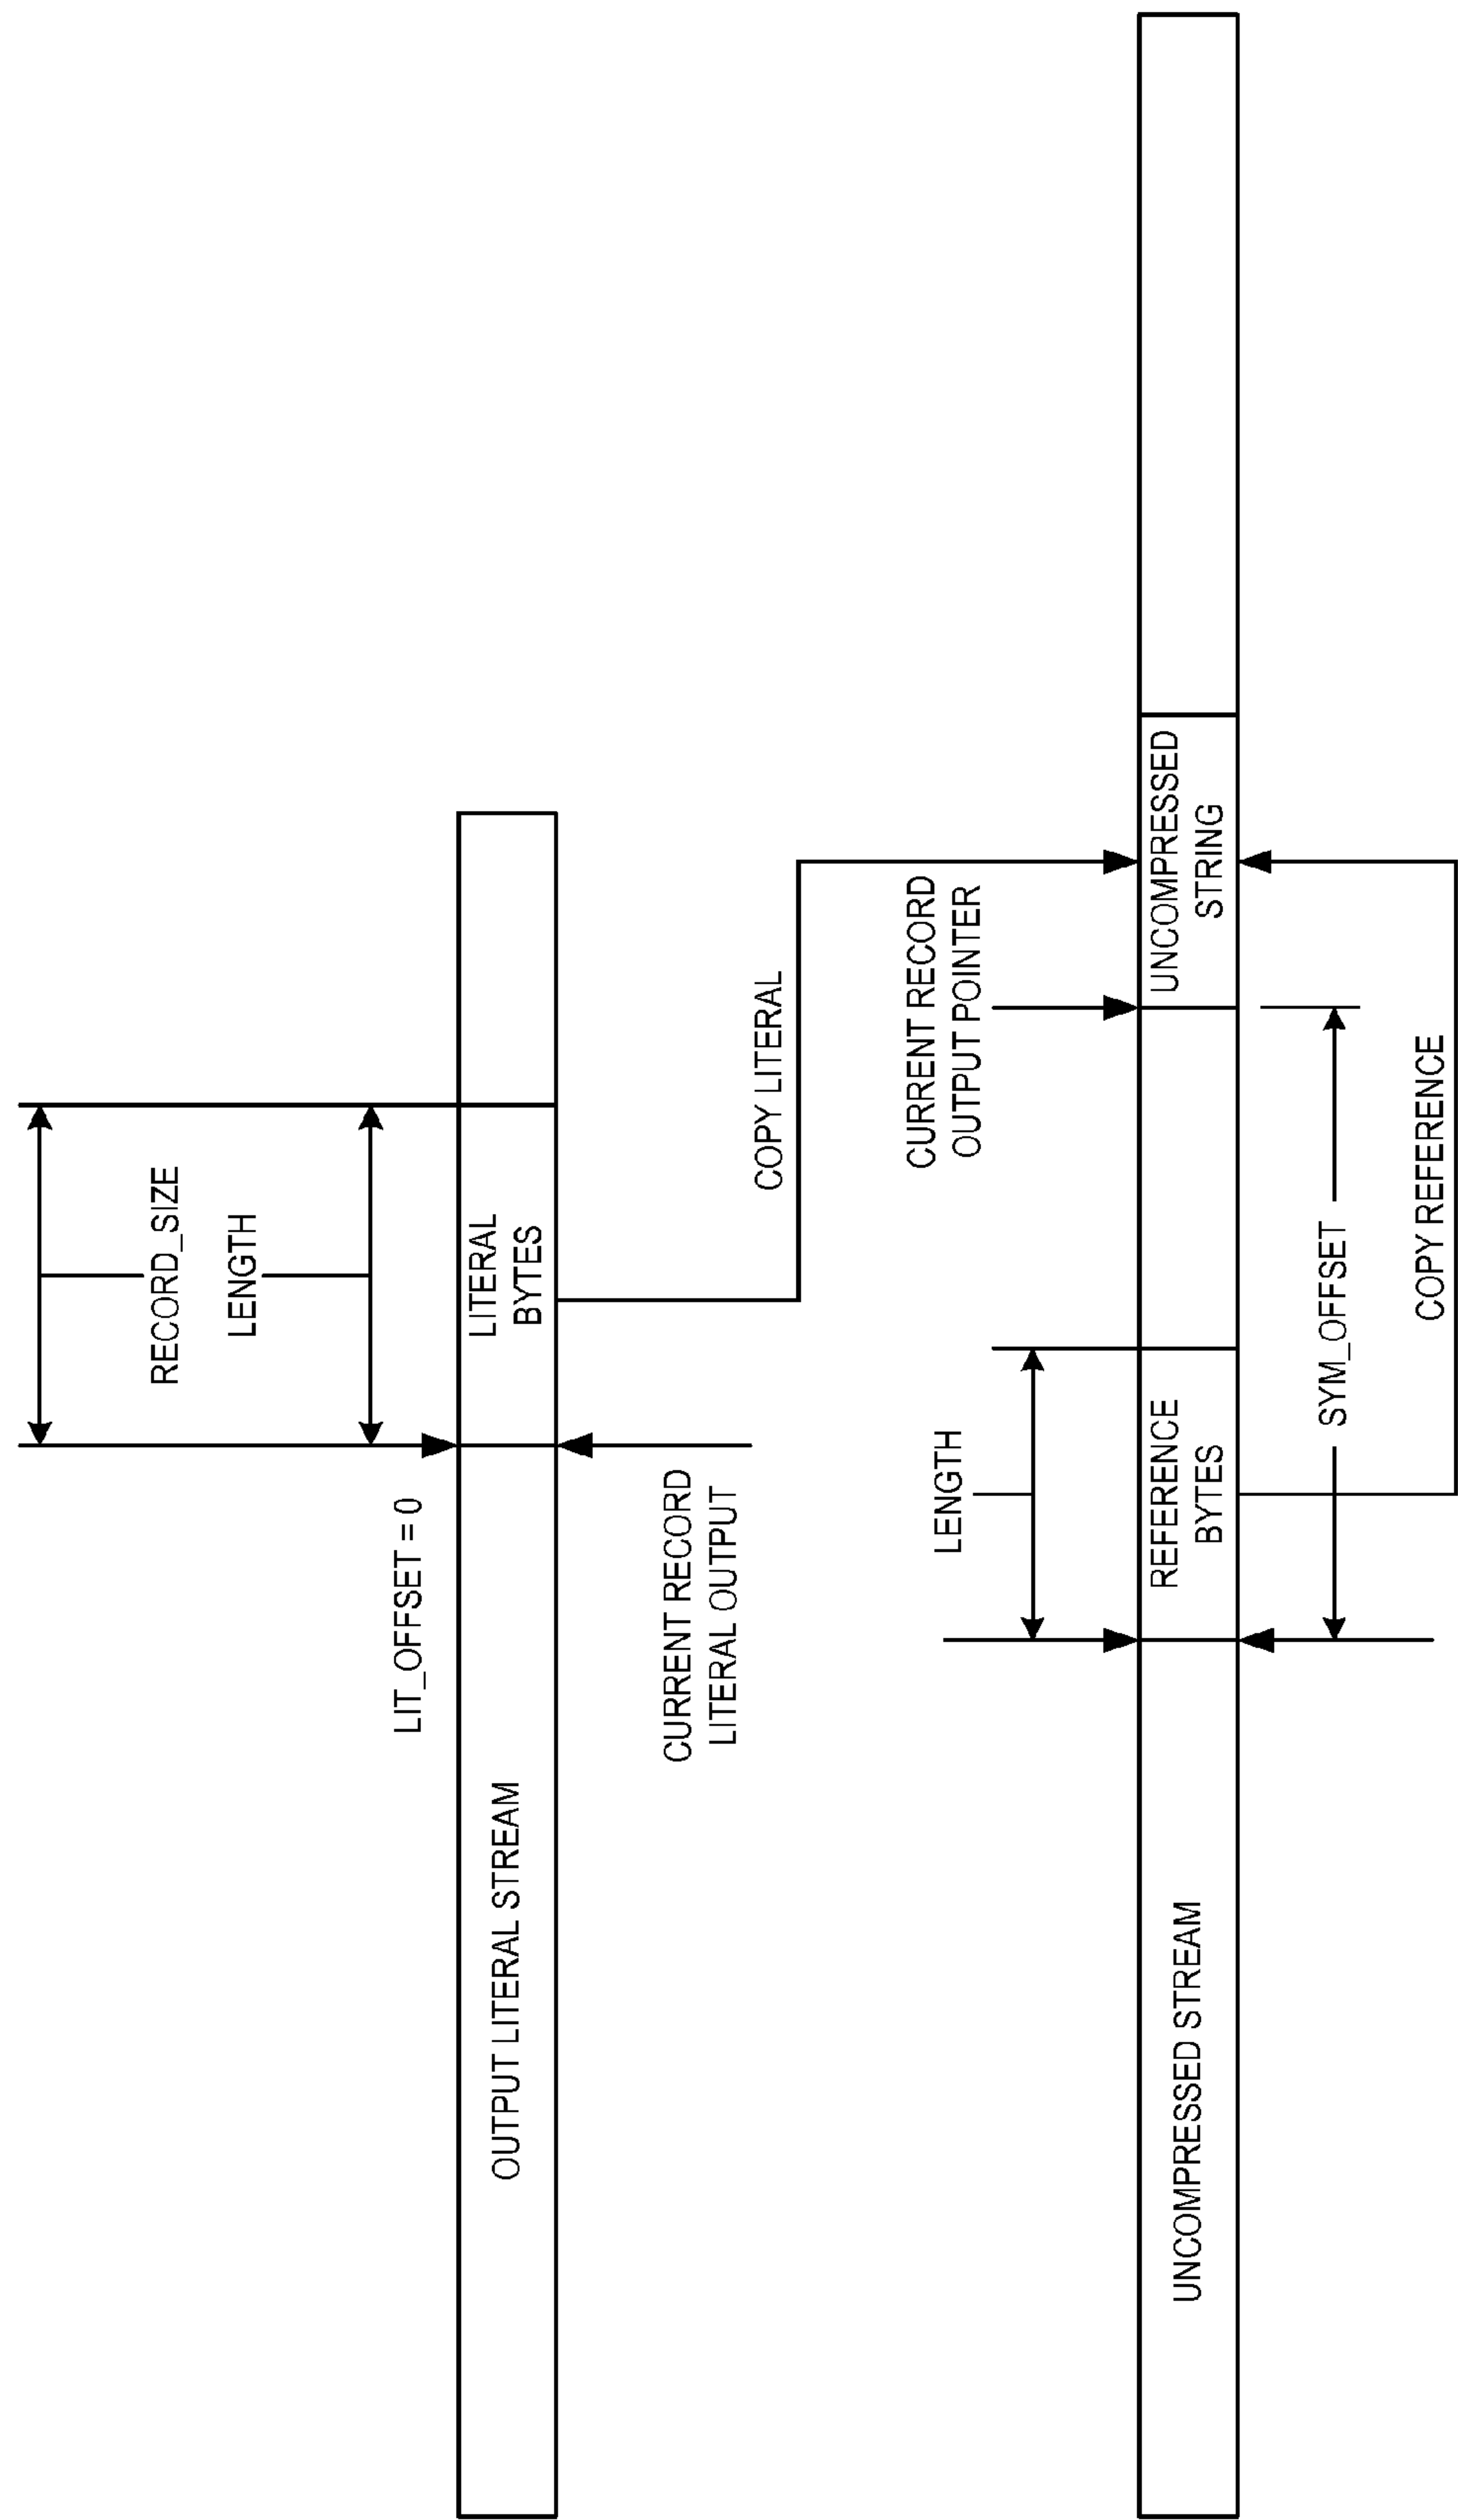 RECORD_SIZE
LENGTH
LIT_OFFSET = 0
OUTPUT LITERAL STREAM
LITERAL
BYTES
CURRENT RECORD
LITERAL OUTPUT
COPY LITERAL
CURRENT RECORD
OUTPUT POINTER
LENGTH
UNCOMPRESSED STREAM
REFERENCE
BYTES
UNCOMPRESSED
STRING
SYM_OFFSET
COPY REFERENCE